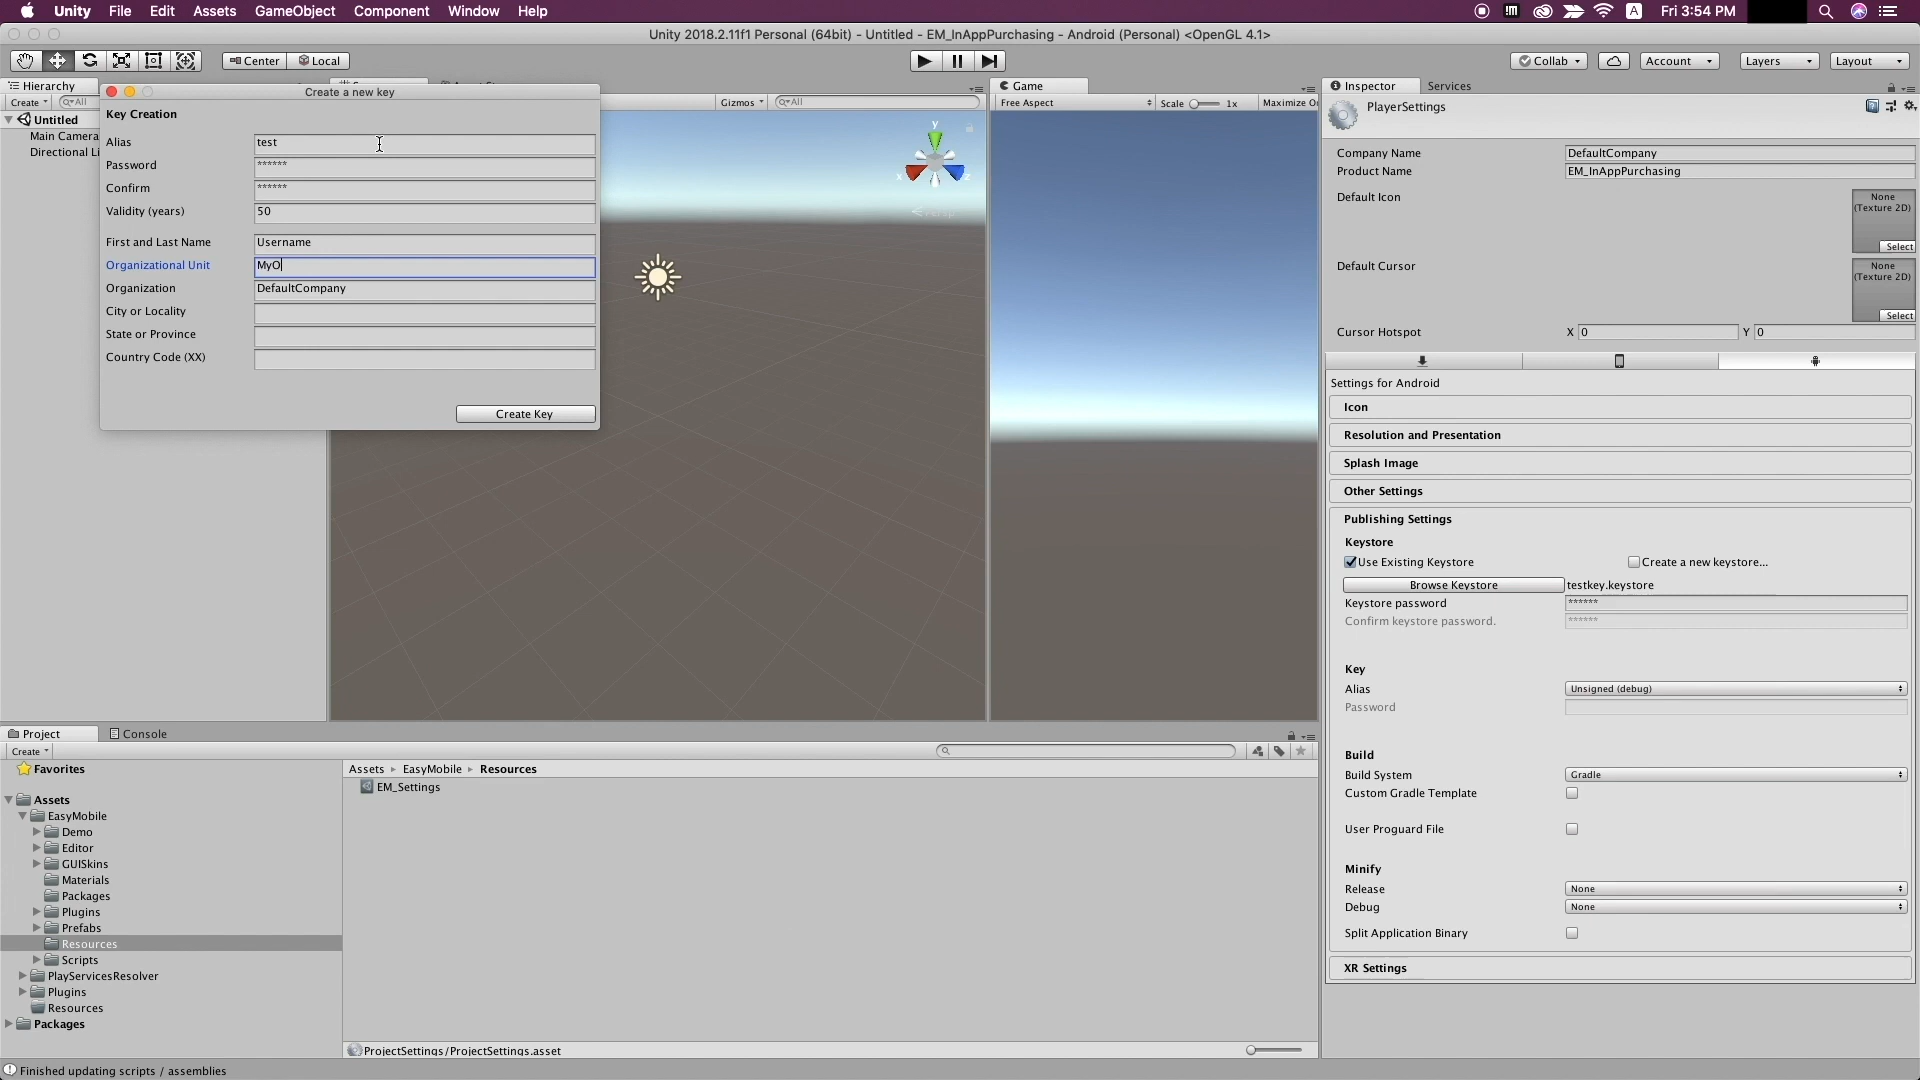 Unity File Edit Assets GameObject Component Window Help
A Fri 3:54 PM
Unity 2018.2.11f1 Personal (64bit) - Untitled - EM_InAppPurchasing - Android (Personal) <OpenGL 4.1>
Center Local
Collab Account Layers Layout
Hierarchy
Create All
Untitled
Main Camera
Directional Li
Create a new key
Key Creation
Alias test
Password ******
Confirm ******
Validity (years) 50
First and Last Name Username
Organizational Unit MyO
Organization DefaultCompany
City or Locality
State or Province
Country Code (XX)
Create Key
Gizmos All
y
x z
Persp
Game
Free Aspect Scale 1x Maximize O
Inspector Services
PlayerSettings
Company Name DefaultCompany
Product Name EM_InAppPurchasing
Default Icon
None
(Texture 2D)
Select
Default Cursor
None
(Texture 2D)
Select
Cursor Hotspot X 0 Y 0
Settings for Android
Icon
Resolution and Presentation
Splash Image
Other Settings
Publishing Settings
Keystore
Use Existing Keystore Create a new keystore...
Browse Keystore testkey.keystore
Keystore password ******
Confirm keystore password. ******
Key
Alias Unsigned (debug)
Password
Build
Build System Gradle
Custom Gradle Template
User Proguard File
Minify
Release None
Debug None
Split Application Binary
XR Settings
Project Console
Create
Favorites
Assets
EasyMobile
Demo
Editor
GUISkins
Materials
Packages
Plugins
Prefabs
Resources
Scripts
PlayServicesResolver
Plugins
Resources
Packages
Assets EasyMobile Resources
EM_Settings
ProjectSettings/ProjectSettings.asset
Finished updating scripts / assemblies